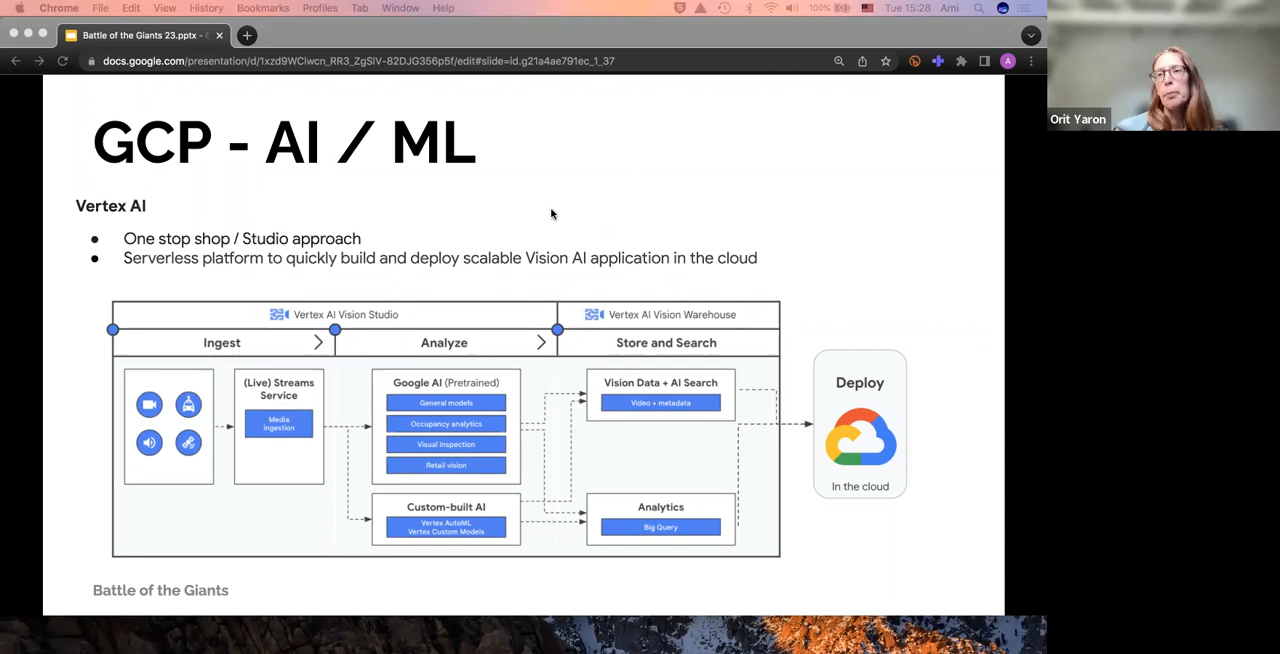 Chrome File Edit View History Bookmarks Profiles Tab Window Help 100% Tue 15:28 Ami
Battle of the Giants 23.pptx -
docs.google.com/presentation/d/1xzd9WClwcn_RR3_ZgSlV-82DJG356p5f/edit#slide=id.g21a4ae791ec_1_37 A
Orit Yaron
GCP - AI / ML
Vertex AI
● One stop shop / Studio approach
● Serverless platform to quickly build and deploy scalable Vision AI application in the cloud
Vertex AI Vision Studio
Vertex AI Vision Warehouse
Ingest
Analyze
Store and Search
(Live) Streams
Service
Media
ingestion
Google AI (Pretrained)
General models
Occupancy analytics
Visual Inspection
Retail vision
Custom-built AI
Vertex AutoML
Vertex Custom Models
Vision Data + AI Search
Video + metadata
Analytics
Big Query
Deploy
In the cloud
Battle of the Giants